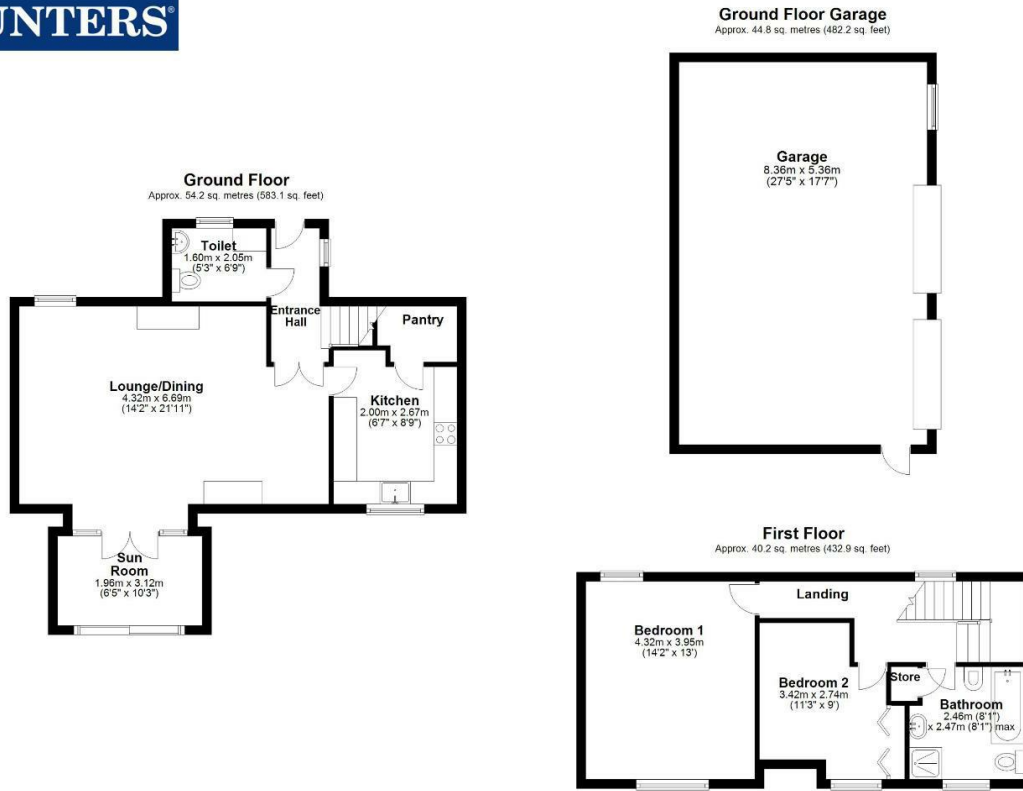 UNTERS®
Ground Floor Garage
Approx. 44.8 sq. metres (482.2 sq. feet)
Garage
8.36m x 5.36m
(27'5" x 17'7")
Ground Floor
Approx. 54.2 sq. metres (583.1 sq. feet)
Toilet
1.60m x 2.05m
(5'3" x 6'9")
Entrance
Hall
Pantry
Lounge/Dining
4.32m x 6.69m
(14'2" x 21'11")
Kitchen
2.00m x 2.67m
(6'7" x 8'9")
Sun
Room
1.96m x 3.12m
(6'5" x 10'3")
First Floor
Approx. 40.2 sq. metres (432.9 sq. feet)
Landing
Bedroom 1
4.32m x 3.95m
(14'2" x 13')
Bedroom 2
3.42m x 2.74m
(11'3" x 9')
Store
Bathroom
2.46m (8'1")
x 2.47m (8'1") max